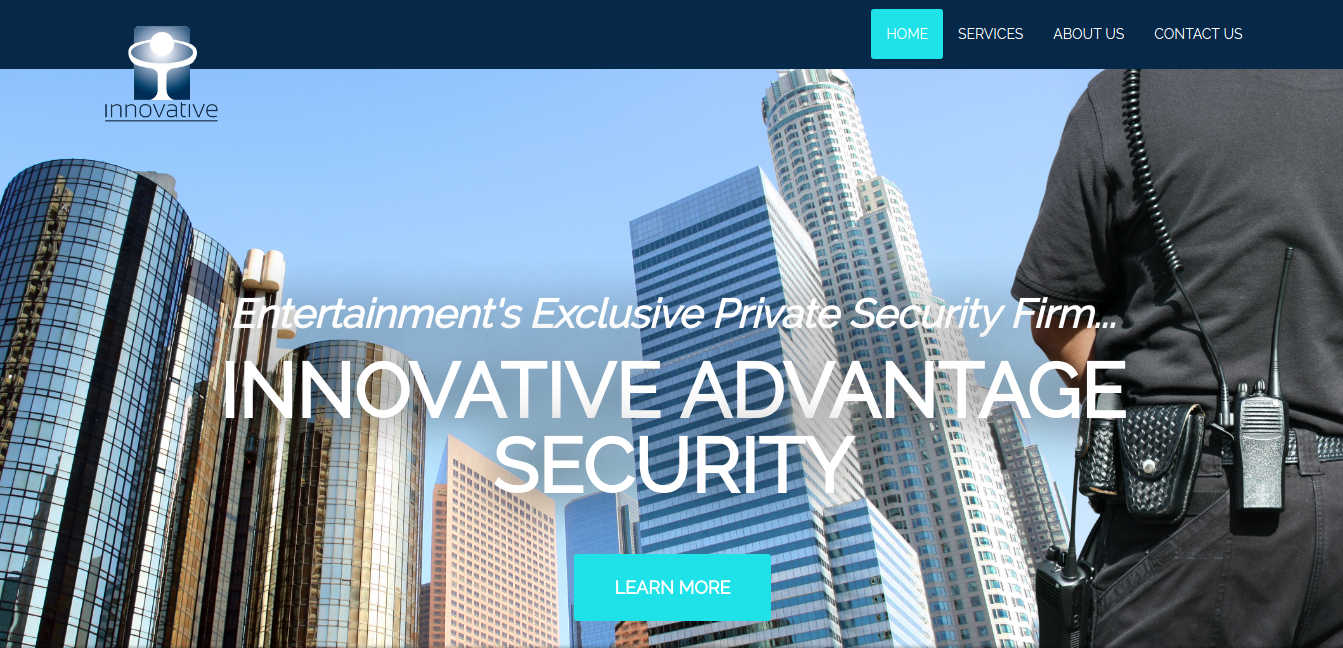 HOME SERVICES ABOUT US CONTACT US
innovative
Entertainment's Exclusive Private Security Firm...
INNOVATIVE ADVANTAGE
SECURITY
LEARN MORE